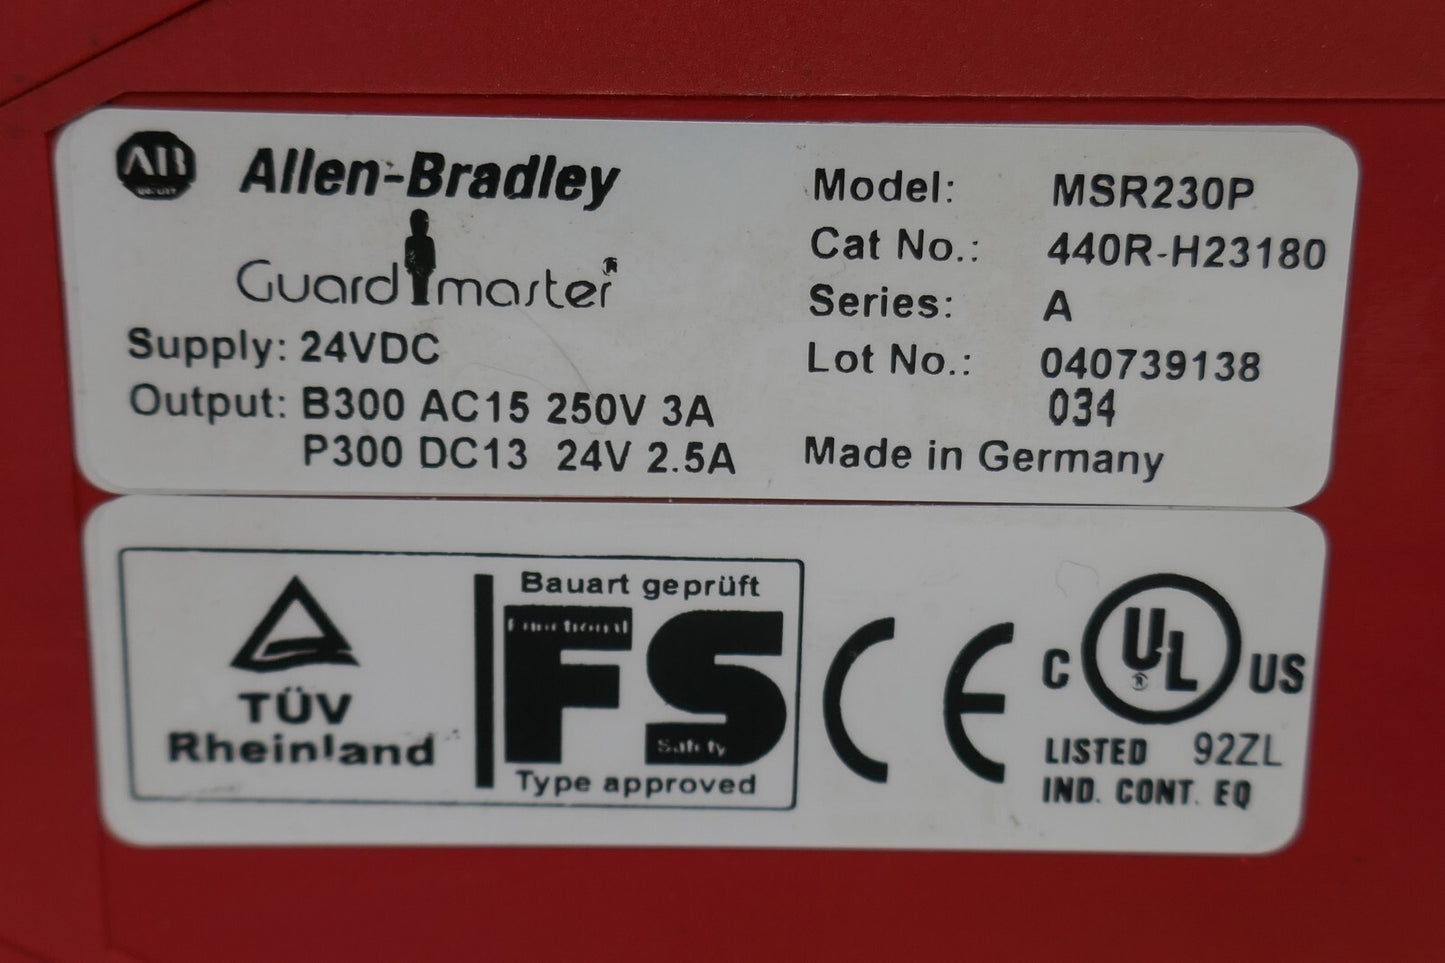 AB
Allen-Bradley
Guardmaster
Supply: 24VDC
Output: B300 AC15 250V 3A
P300 DC13 24V 2.5A
Model: MSR230P
Cat No.: 440R-H23180
Series: A
Lot No.: 040739138
034
Made in Germany
TÜV
Rheinland
Bauart geprüft
Functional
FS
Safety
Type approved
CE
C UL US
®
LISTED 92ZL
IND. CONT. EQ